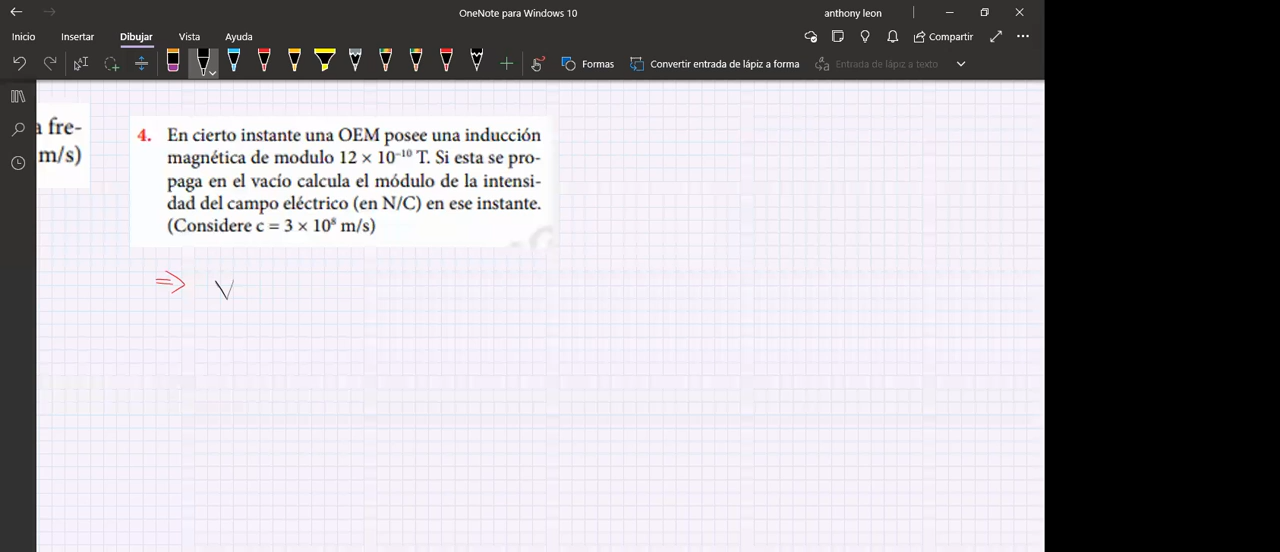 OneNote para Windows 10
anthony leon
Inicio
Insertar
Dibujar
Vista
Ayuda
Compartir
Formas
Convertir entrada de lápiz a forma
Entrada de lápiz a texto
a fre-
m/s)
4. En cierto instante una OEM posee una inducción
magnética de modulo 12 × 10⁻¹⁰ T. Si esta se pro-
paga en el vacío calcula el módulo de la intensi-
dad del campo eléctrico (en N/C) en ese instante.
(Considere c = 3 × 10⁸ m/s)
⇒ V